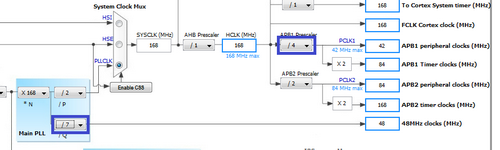 System Clock Mux
HSI
HSE
PLLCLK
Enable CSS
SYSCLK (MHz)
168
AHB Prescaler
/ 1
HCLK (MHz)
168
168 MHz max
APB1 Prescaler
/ 4
/ 1
168
To Cortex System timer (MHz)
168
FCLK Cortex clock (MHz)
PCLK1
42 MHz max
42
APB1 peripheral clocks (MHz)
X 2
84
APB1 Timer clocks (MHz)
APB2 Prescaler
/ 2
PCLK2
84 MHz max
84
APB2 peripheral clocks (MHz)
X 2
168
APB2 timer clocks (MHz)
48
48MHz clocks (MHz)
X 168
* N
/ 2
/ P
/ 7
/ Q
Main PLL